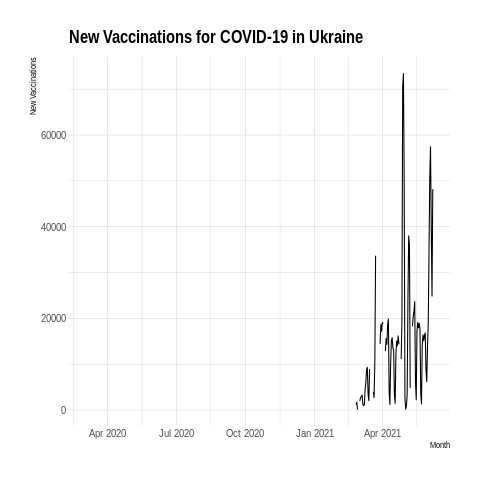 New Vaccinations for COVID-19 in Ukraine
New Vaccinations
60000
40000
20000
0
Apr 2020 Jul 2020 Oct 2020 Jan 2021 Apr 2021
Month